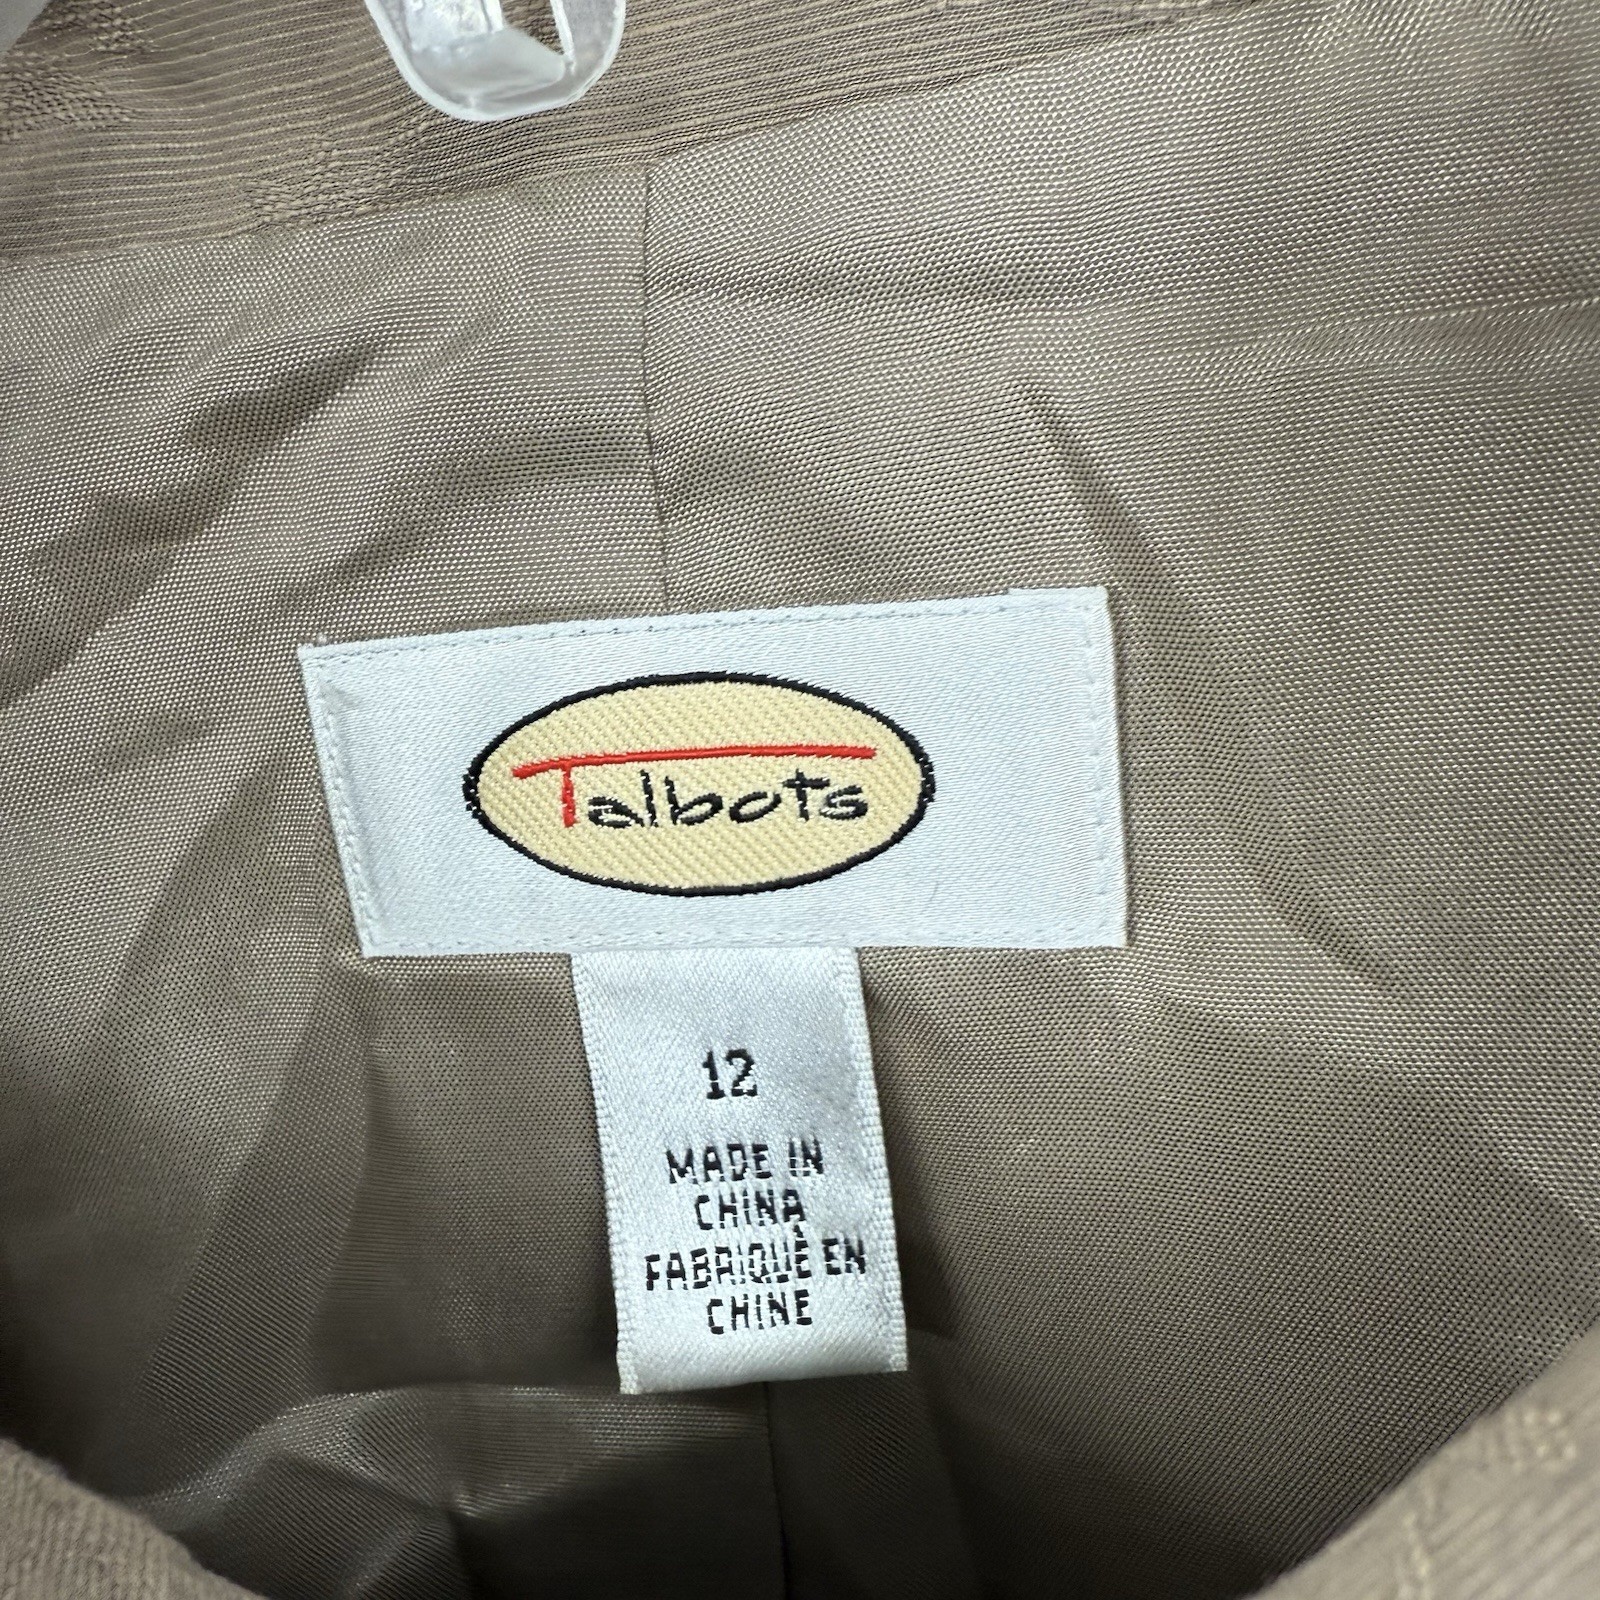 Talbots
12
MADE IN
CHINA
FABRIQUÉ EN
CHINE